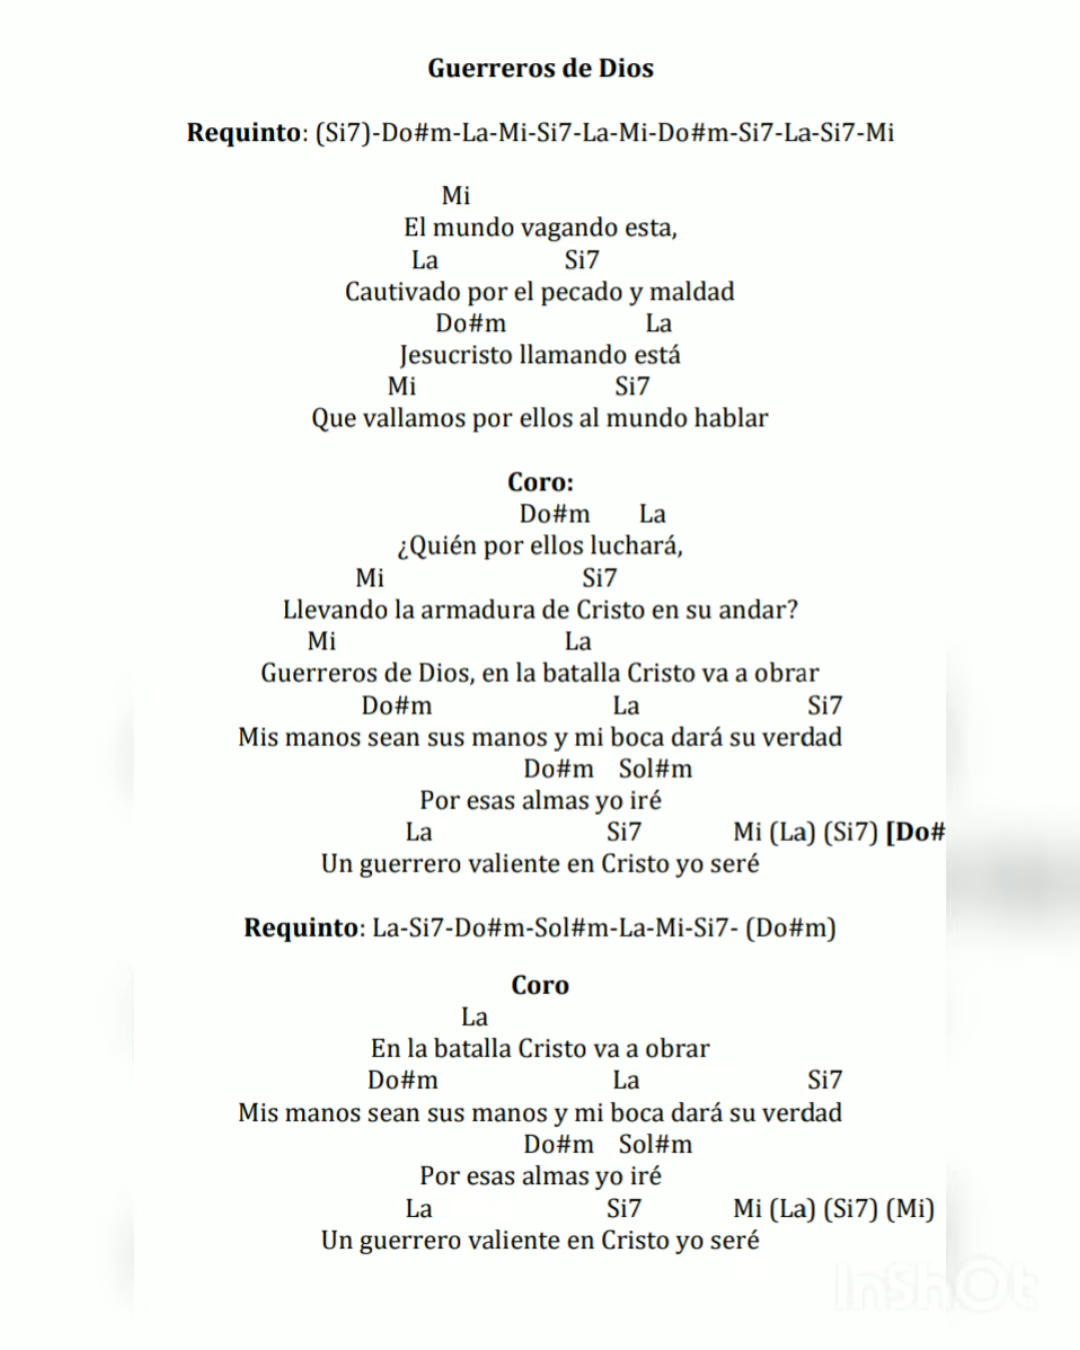 Guerreros de Dios
Requinto: (Si7)-Do#m-La-Mi-Si7-La-Mi-Do#m-Si7-La-Si7-Mi
Mi
El mundo vagando esta,
La Si7
Cautivado por el pecado y maldad
Do#m La
Jesucristo llamando está
Mi Si7
Que vallamos por ellos al mundo hablar
Coro:
Do#m La
¿Quién por ellos luchará,
Mi Si7
Llevando la armadura de Cristo en su andar?
Mi La
Guerreros de Dios, en la batalla Cristo va a obrar
Do#m La Si7
Mis manos sean sus manos y mi boca dará su verdad
Do#m Sol#m
Por esas almas yo iré
La Si7 Mi (La) (Si7) [Do#
Un guerrero valiente en Cristo yo seré
Requinto: La-Si7-Do#m-Sol#m-La-Mi-Si7- (Do#m)
Coro
La
En la batalla Cristo va a obrar
Do#m La Si7
Mis manos sean sus manos y mi boca dará su verdad
Do#m Sol#m
Por esas almas yo iré
La Si7 Mi (La) (Si7) (Mi)
Un guerrero valiente en Cristo yo seré
InShOt